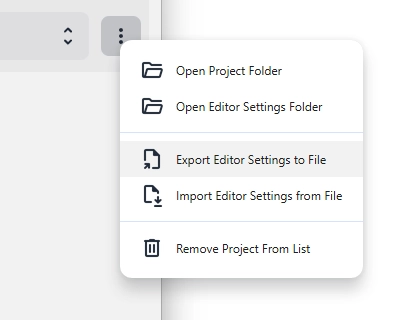 Open Project Folder
Open Editor Settings Folder
Export Editor Settings to File
Import Editor Settings from File
Remove Project From List